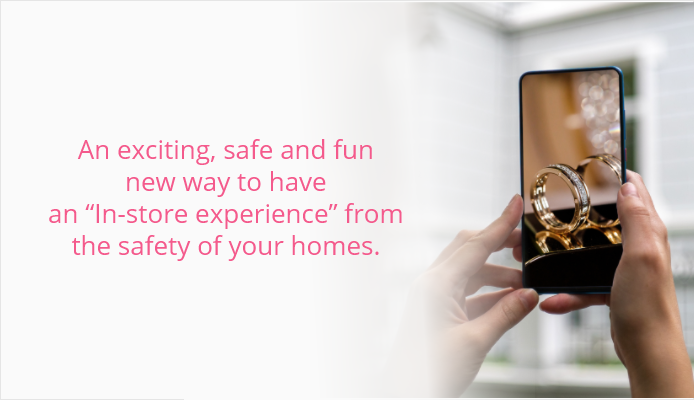 An exciting, safe and fun
new way to have
an “In-store experience” from
the safety of your homes.